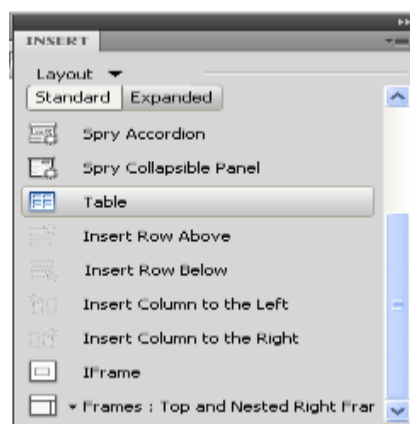 INSERT
Layout
Standard Expanded
Spry Accordion
Spry Collapsible Panel
Table
Insert Row Above
Insert Row Below
Insert Column to the Left
Insert Column to the Right
IFrame
Frames : Top and Nested Right Frar